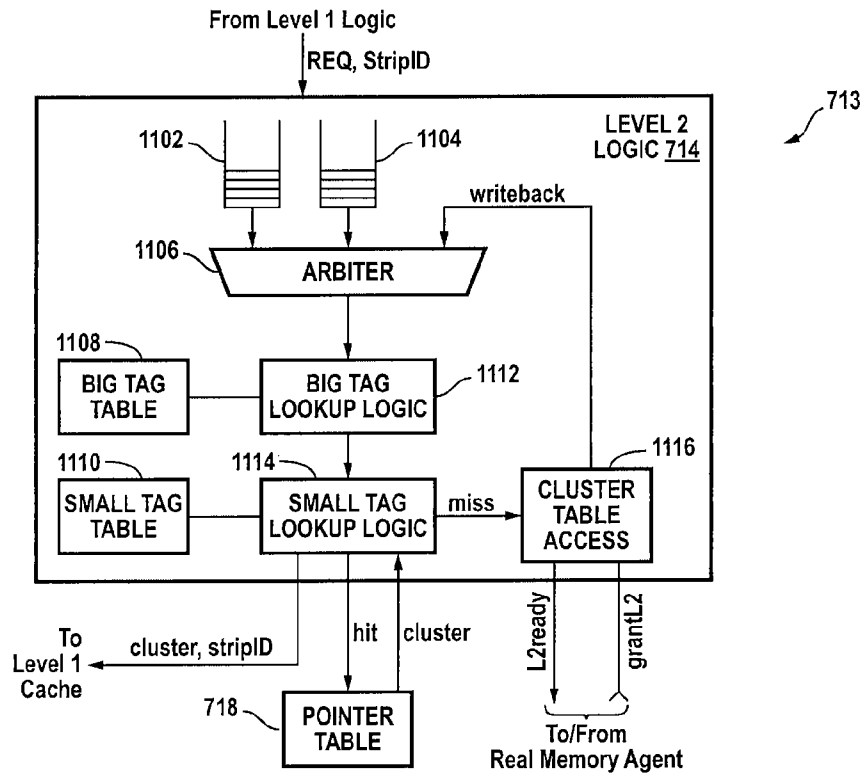 From Level 1 Logic
REQ, StripID
713
LEVEL 2
LOGIC 714
1102
1104
writeback
1106
ARBITER
1108
BIG TAG
TABLE
BIG TAG
LOOKUP LOGIC
1112
1110
SMALL TAG
TABLE
1114
SMALL TAG
LOOKUP LOGIC
miss
1116
CLUSTER
TABLE
ACCESS
To
Level 1
Cache
cluster, stripID
hit
cluster
L2ready
grantL2
718
POINTER
TABLE
To/From
Real Memory Agent